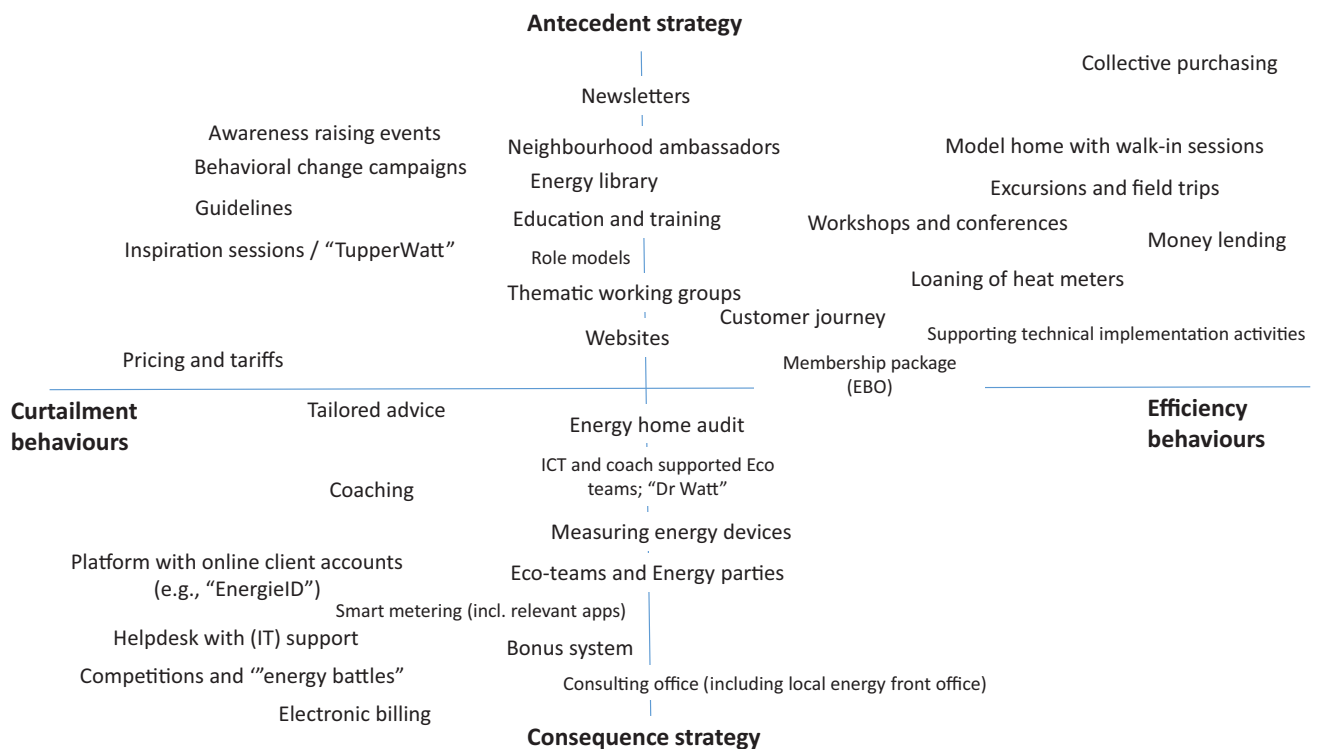 Antecedent strategy
Collective purchasing
Newsletters
Awareness raising events
Neighbourhood ambassadors
Model home with walk-in sessions
Behavioral change campaigns
Energy library
Excursions and field trips
Guidelines
Education and training
Workshops and conferences
Money lending
Inspiration sessions / “TupperWatt”
Role models
Loaning of heat meters
Thematic working groups
Customer journey
Websites
Supporting technical implementation activities
Pricing and tariffs
Membership package
(EBO)
Curtailment
behaviours
Tailored advice
Efficiency
behaviours
Energy home audit
ICT and coach supported Eco
teams; “Dr Watt”
Coaching
Measuring energy devices
Platform with online client accounts
(e.g., “EnergieID”)
Eco-teams and Energy parties
Smart metering (incl. relevant apps)
Helpdesk with (IT) support
Bonus system
Competitions and ‘”energy battles”
Consulting office (including local energy front office)
Electronic billing
Consequence strategy